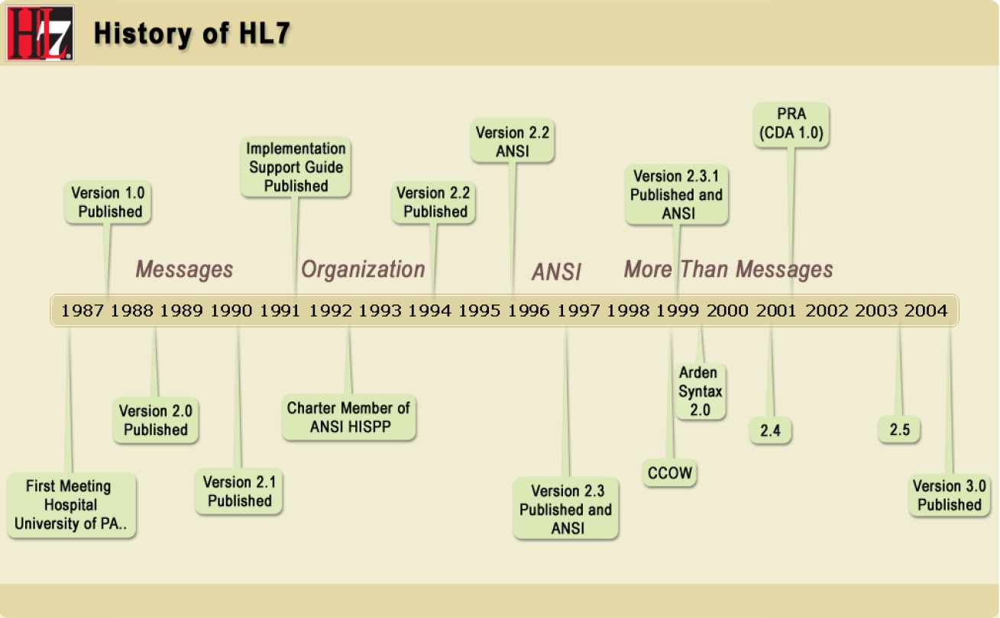 HL7
History of HL7
PRA
(CDA 1.0)
Version 2.2
ANSI
Implementation
Support Guide
Published
Version 2.3.1
Published and
ANSI
Version 1.0
Published
Version 2.2
Published
Messages
Organization
ANSI
More Than Messages
1987 1988 1989 1990 1991 1992 1993 1994 1995 1996 1997 1998 1999 2000 2001 2002 2003 2004
Arden
Syntax
2.0
Charter Member of
ANSI HISPP
Version 2.0
Published
2.4
2.5
CCOW
Version 2.1
Published
First Meeting
Hospital
University of PA..
Version 2.3
Published and
ANSI
Version 3.0
Published